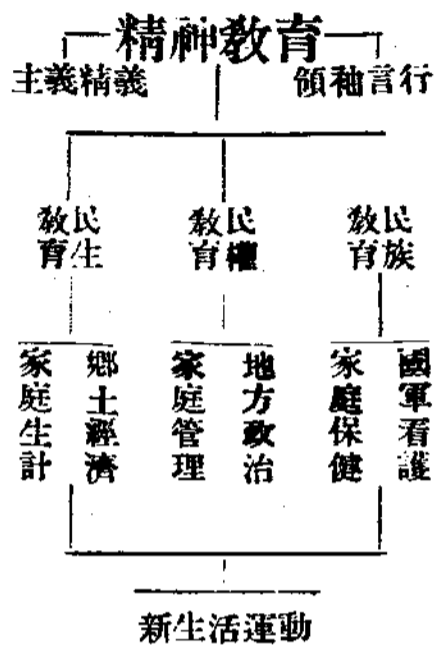 精神教育
主義精義
領袖言行
民族
教育
民權
教育
民生
教育
國軍看護
家庭保健
地方政治
家庭管理
鄉土經濟
家庭生計
新生活運動